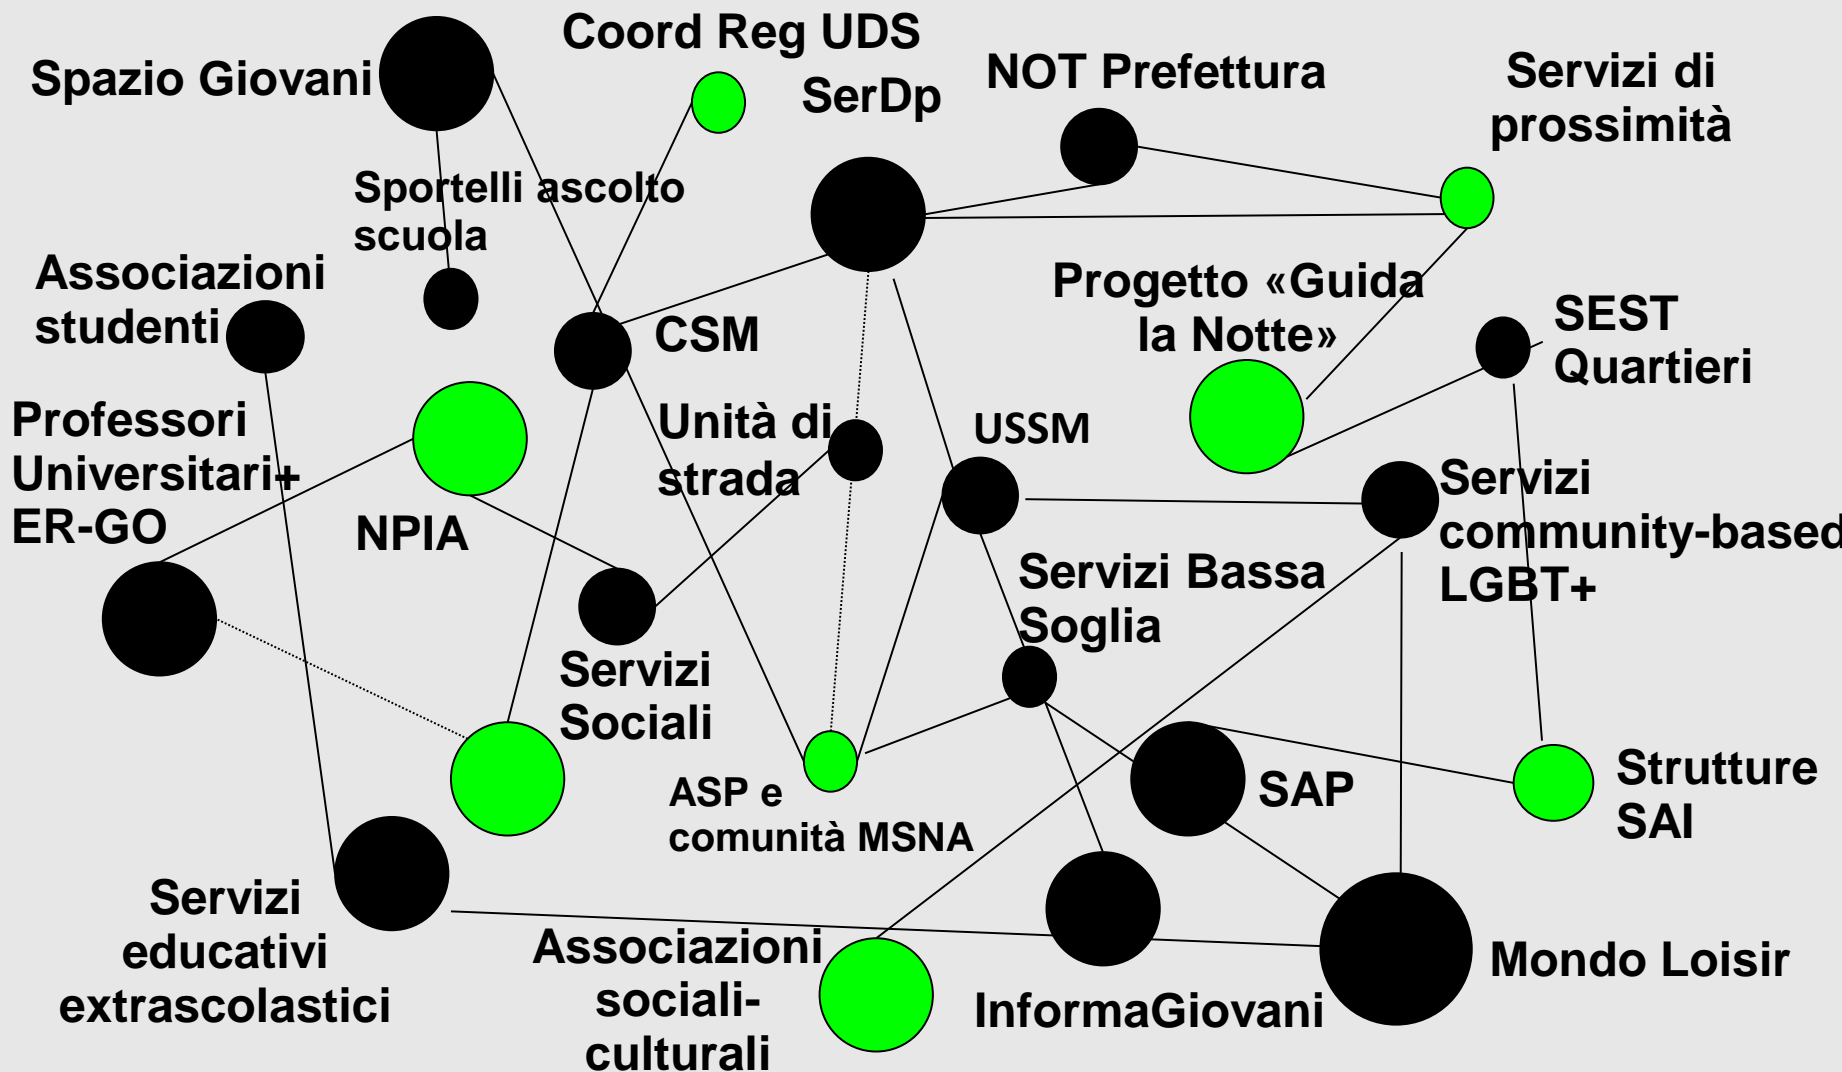 Coord Reg UDS
Spazio Giovani
SerDp
NOT Prefettura
Servizi di
prossimità
Sportelli ascolto
scuola
Associazioni
studenti
CSM
Progetto «Guida
la Notte»
SEST
Quartieri
Professori
Universitari+
ER-GO
NPIA
Unità di
strada
USSM
Servizi
community-based
LGBT+
Servizi Bassa
Soglia
Servizi
Sociali
ASP e
comunità MSNA
SAP
Strutture
SAI
Servizi
educativi
extrascolastici
Associazioni
sociali-
culturali
InformaGiovani
Mondo Loisir